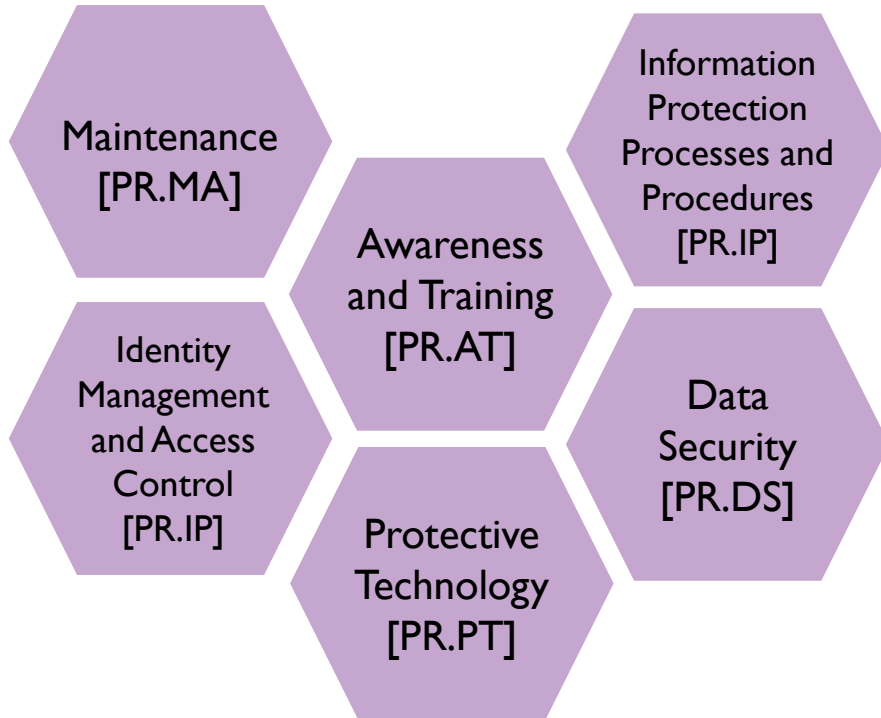 Maintenance
[PR.MA]
Information
Protection
Processes and
Procedures
[PR.IP]
Awareness
and Training
[PR.AT]
Identity
Management
and Access
Control
[PR.IP]
Data
Security
[PR.DS]
Protective
Technology
[PR.PT]